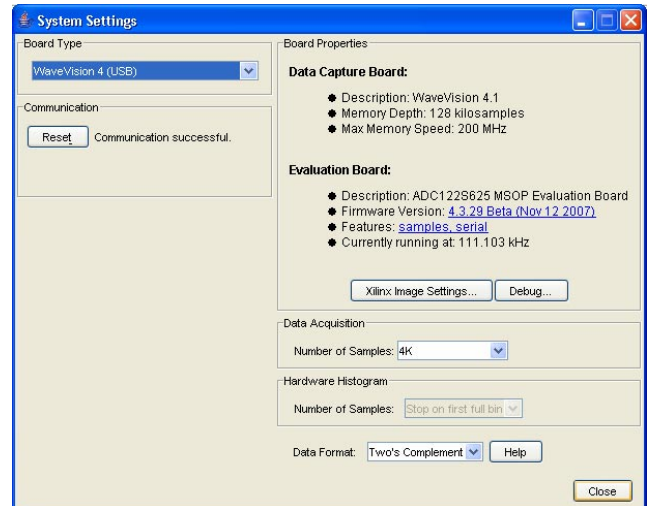 System Settings
Board Type
WaveVision 4 (USB)
Communication
Reset
Communication successful.
Board Properties
Data Capture Board:
Description: WaveVision 4.1
Memory Depth: 128 kilosamples
Max Memory Speed: 200 MHz
Evaluation Board:
Description: ADC122S625 MSOP Evaluation Board
Firmware Version: 4.3.29 Beta (Nov 12 2007)
Features: samples, serial
Currently running at: 111.103 kHz
Xilinx Image Settings... Debug...
Data Acquisition
Number of Samples: 4K
Hardware Histogram
Number of Samples: Stop on first full bin
Data Format: Two's Complement Help
Close